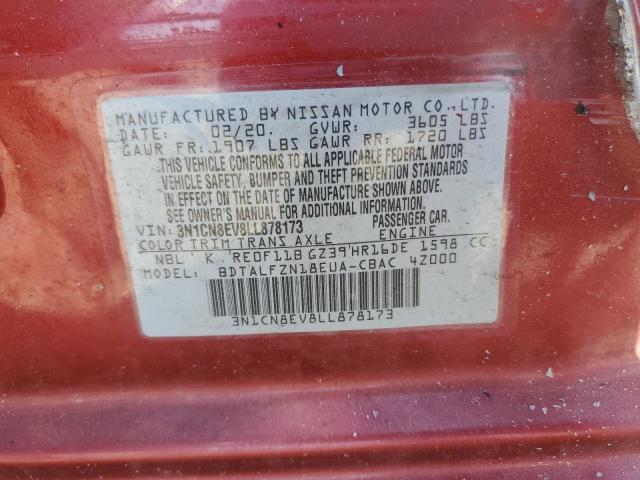 MANUFACTURED BY NISSAN MOTOR CO., LTD.
02/20. GVWR: 3605 LBS
GAWR FR: 1907 LBS GAWR RR: 1720 LBS
THIS VEHICLE CONFORMS TO ALL APPLICABLE FEDERAL MOTOR
VEHICLE SAFETY, BUMPER AND THEFT PREVENTION STANDARDS
IN EFFECT ON THE DATE OF MANUFACTURE SHOWN ABOVE.
SEE OWNER'S MANUAL FOR ADDITIONAL INFORMATION.
VIN: 3N1CN8EV8LL878173 PASSENGER CAR.
COLOR TRIM TRANS AXLE ENGINE
NBL K RE0F11B GZ39 HR16DE 1598 CC
MODEL: BDTALFZN18EUA-CBAC 4Z000
3N1CN8EV8LL878173